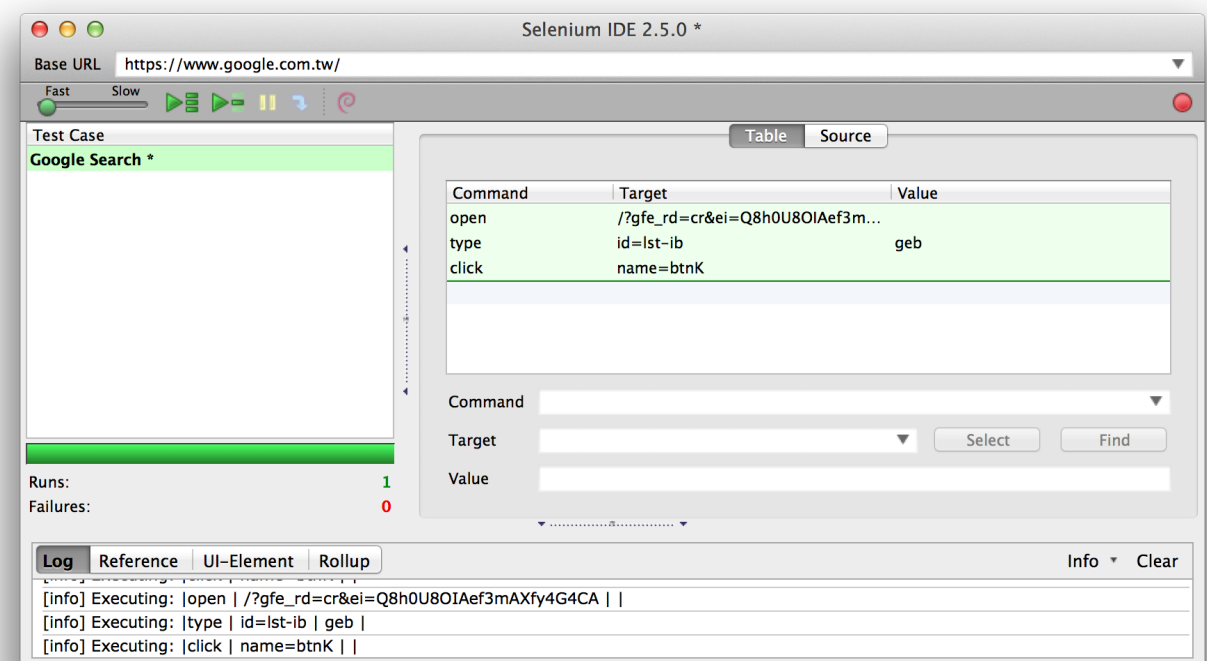 Selenium IDE 2.5.0 *
Base URL https://www.google.com.tw/
Fast Slow
Test Case
Google Search *
Runs: 1
Failures: 0
Table Source
Command Target Value
open /?gfe_rd=cr&ei=Q8h0U8OIAef3m...
type id=lst-ib geb
click name=btnK
Command
Target Select Find
Value
Log Reference UI-Element Rollup Info Clear
[info] Executing: |open | /?gfe_rd=cr&ei=Q8h0U8OIAef3mAXfy4G4CA | |
[info] Executing: |type | id=lst-ib | geb |
[info] Executing: |click | name=btnK | |